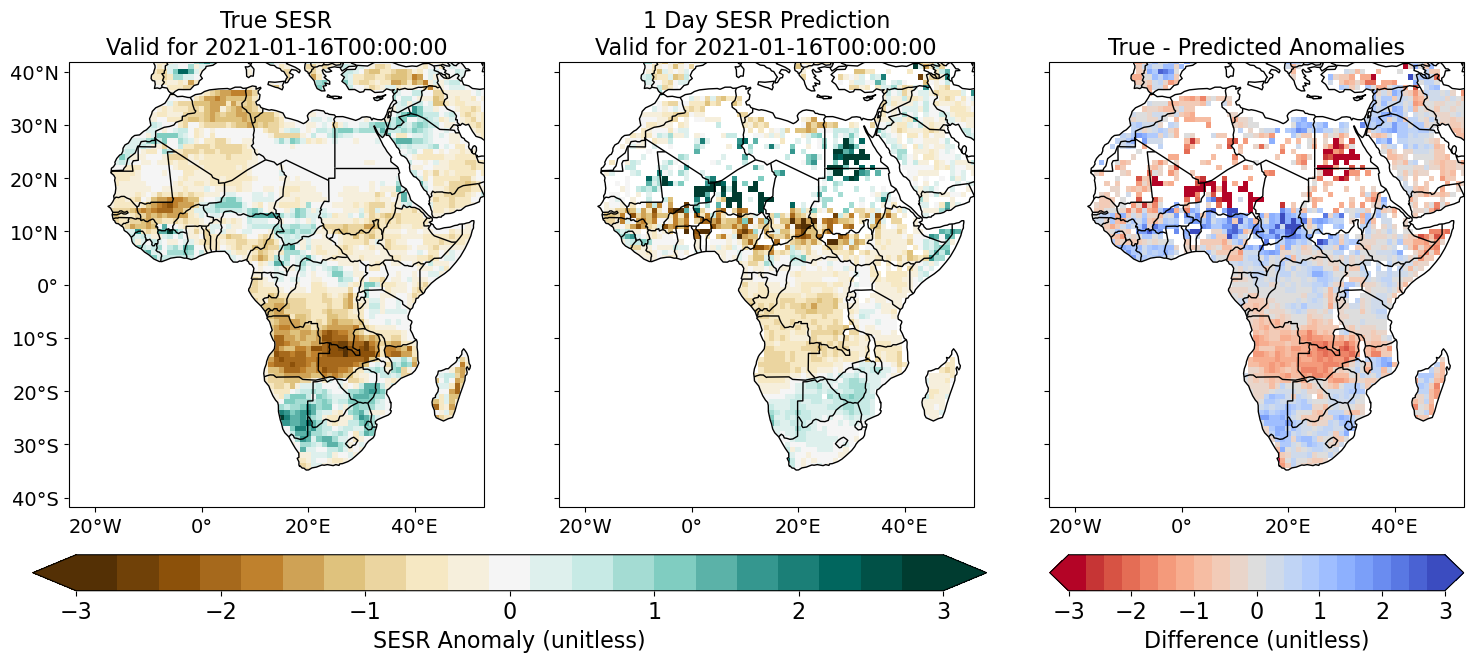 True SESR
Valid for 2021-01-16T00:00:00
1 Day SESR Prediction
Valid for 2021-01-16T00:00:00
True - Predicted Anomalies
40°N
30°N
20°N
10°N
0°
10°S
20°S
30°S
40°S
20°W 0° 20°E 40°E
20°W 0° 20°E 40°E
20°W 0° 20°E 40°E
−3 −2 −1 0 1 2 3
SESR Anomaly (unitless)
−3 −2 −1 0 1 2 3
Difference (unitless)